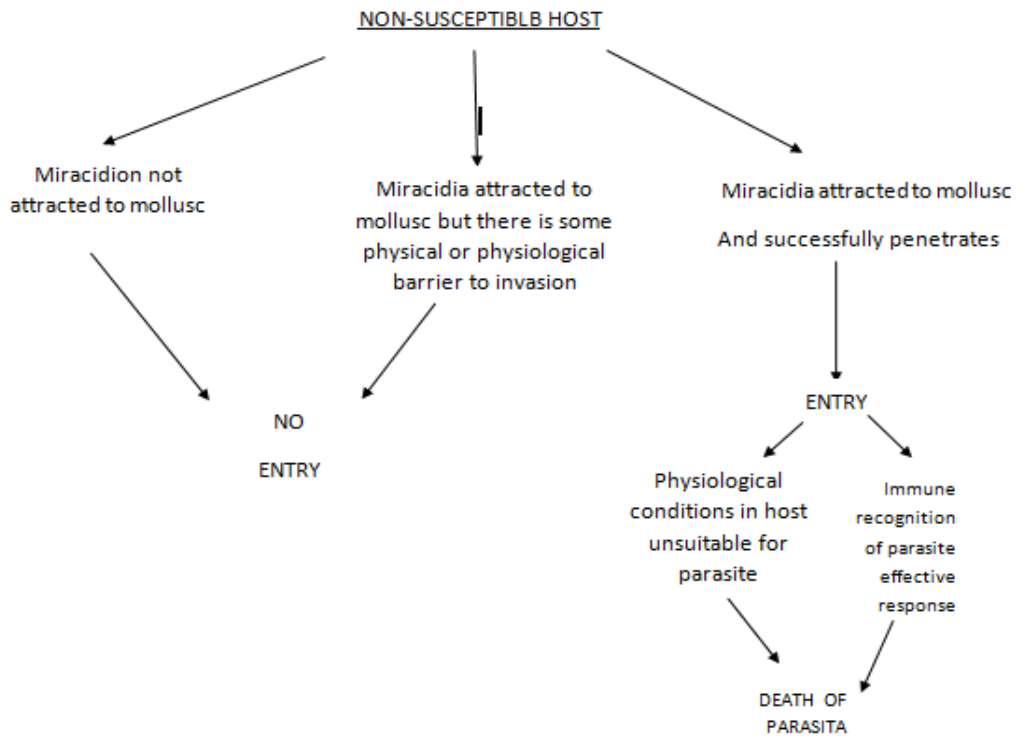 NON-SUSCEPTIBLB HOST
Miracidion not
attracted to mollusc
Miracidia attracted to
mollusc but there is some
physical or physiological
barrier to invasion
Miracidia attracted to mollusc
And successfully penetrates
NO
ENTRY
ENTRY
Physiological
conditions in host
unsuitable for
parasite
Immune
recognition
of parasite
effective
response
DEATH OF
PARASITA